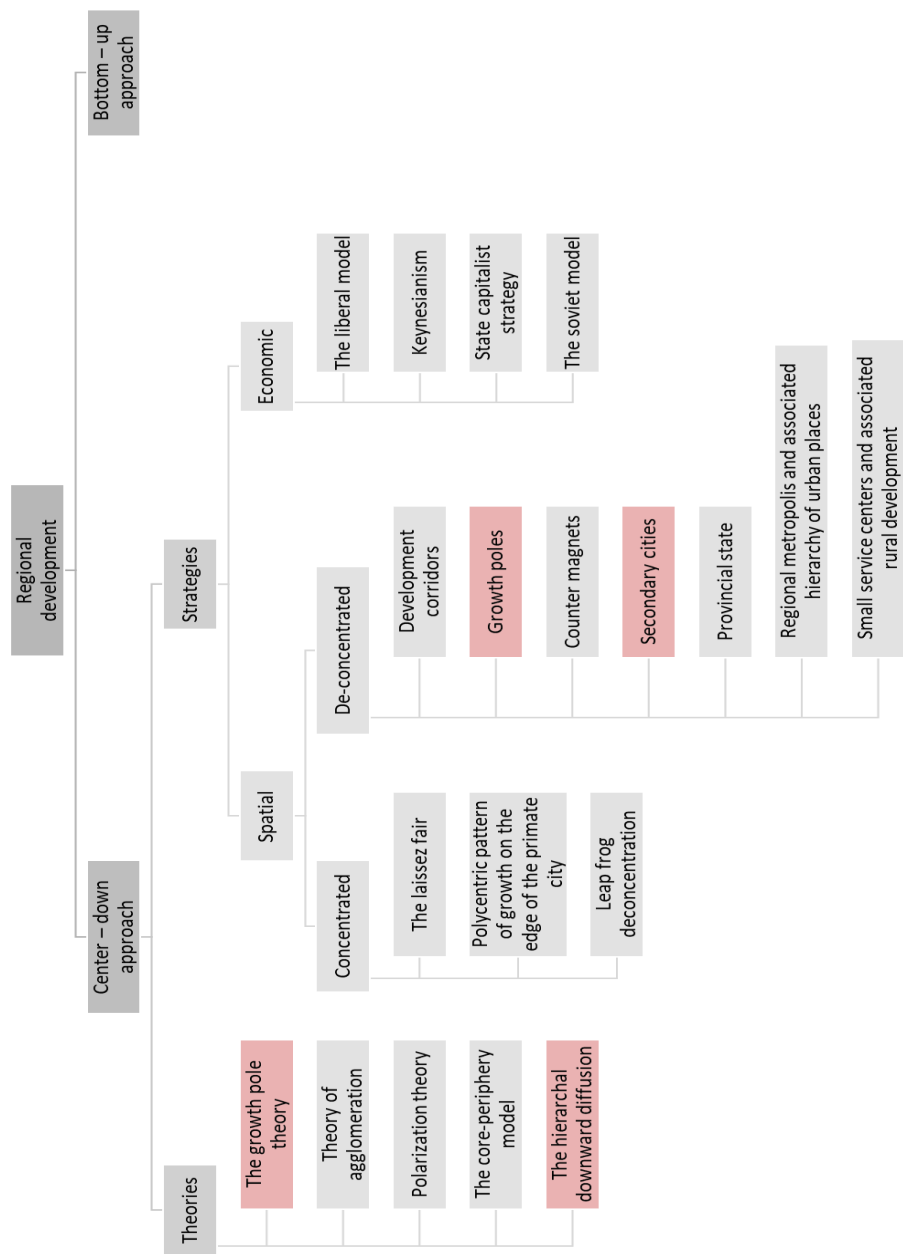 Regional
development
Center – down
approach
Bottom – up
approach
Theories
Strategies
The growth pole
theory
Theory of
agglomeration
Polarization theory
The core-periphery
model
The hierarchal
downward diffusion
Spatial
Economic
Concentrated
De-concentrated
The laissez fair
Polycentric pattern
of growth on the
edge of the primate
city
Leap frog
deconcentration
Development
corridors
Growth poles
Counter magnets
Secondary cities
Provincial state
Regional metropolis and associated
hierarchy of urban places
Small service centers and associated
rural development
The liberal model
Keynesianism
State capitalist
strategy
The soviet model